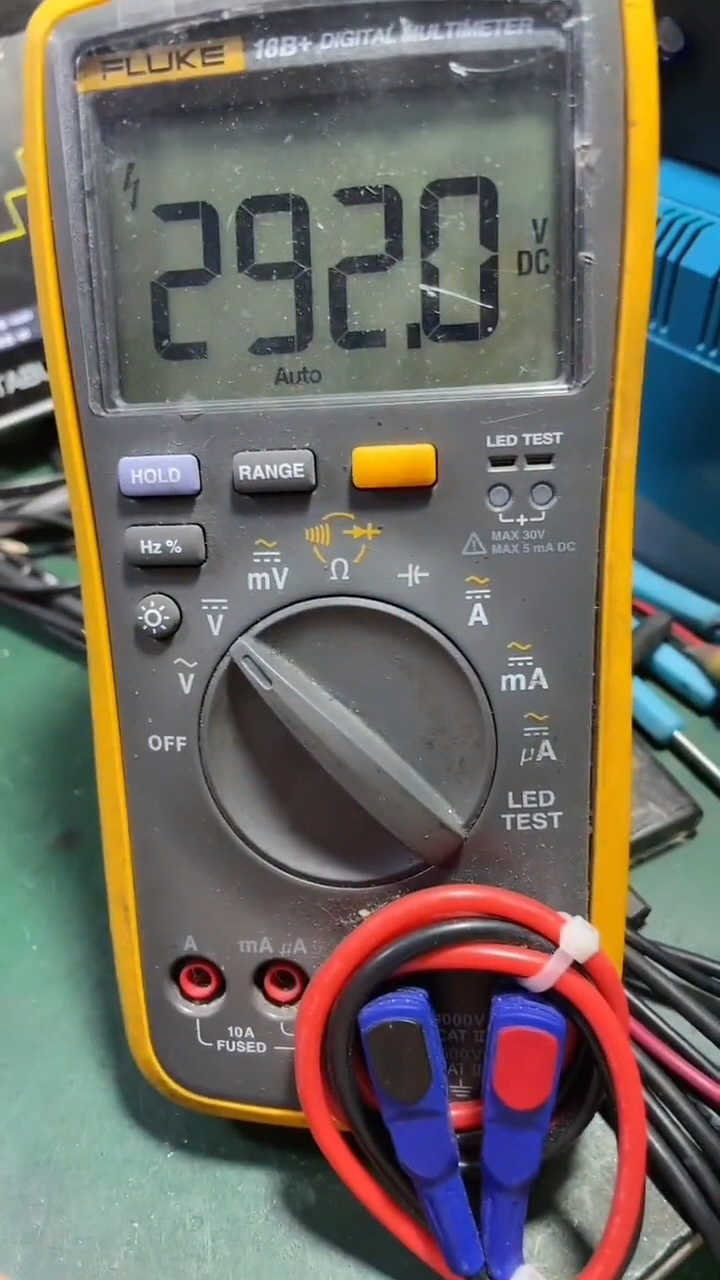 FLUKE 18B+ DIGITAL MULTIMETER
292.0 V DC
Auto
LED TEST
HOLD RANGE
Hz %
MAX 30V
MAX 5 mA DC
mV Ω
V A
V mA
OFF μA
LED TEST
A mA μA
10A FUSED